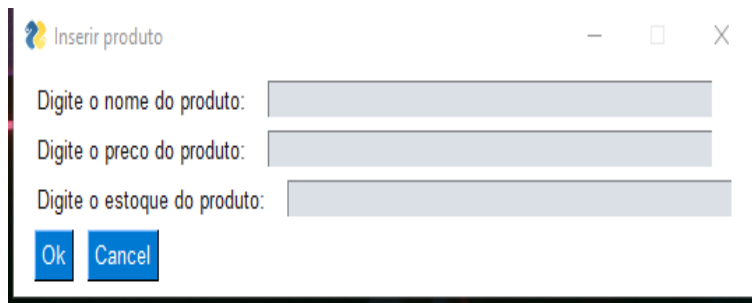 Inserir produto
Digite o nome do produto:
Digite o preco do produto:
Digite o estoque do produto:
Ok Cancel